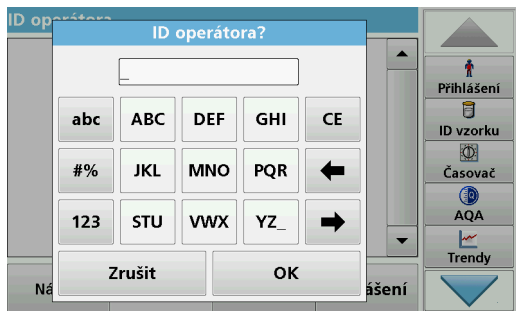 ID operátora
ID operátora?
_
abc ABC DEF GHI CE
#% JKL MNO PQR
123 STU VWX YZ_
Zrušit OK
Přihlášení
ID vzorku
Časovač
AQA
Trendy